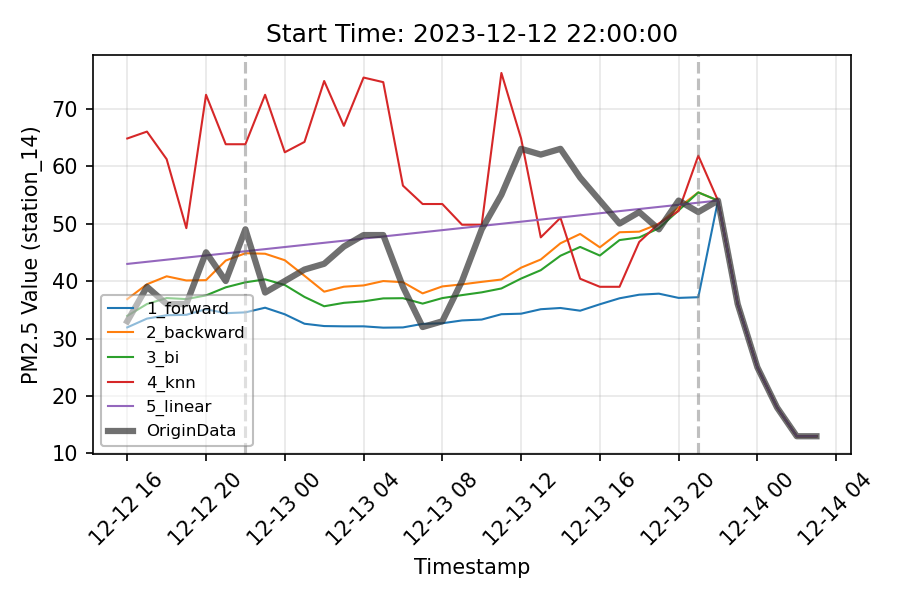 Start Time: 2023-12-12 22:00:00
PM2.5 Value (station_14)
70
60
50
40
30
20
10
1_forward
2_backward
3_bi
4_knn
5_linear
OriginData
12-12 16
12-12 20
12-13 00
12-13 04
12-13 08
12-13 12
12-13 16
12-13 20
12-14 00
12-14 04
Timestamp